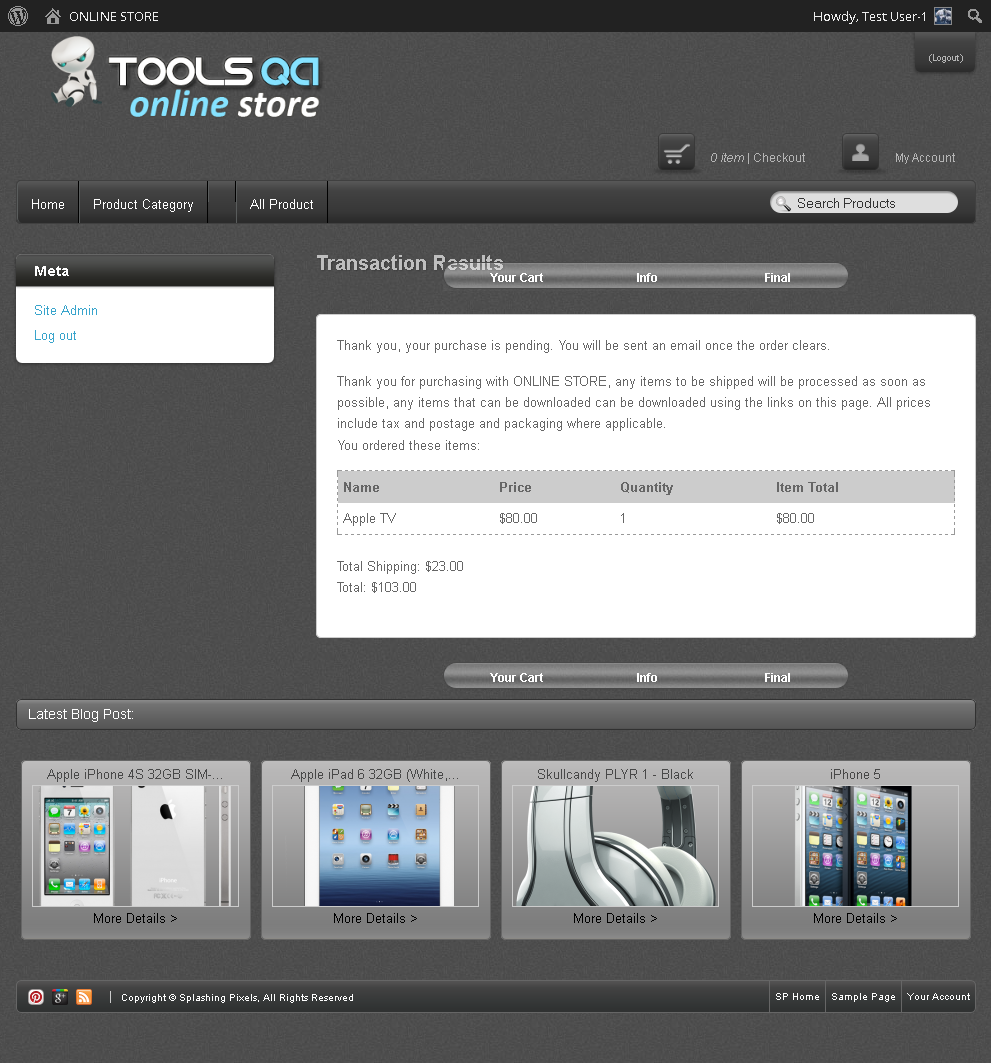 ONLINE STORE
Howdy, Test User-1
(Logout)
TOOLSQA
online store
0 item | Checkout
My Account
Home
Product Category
All Product
Search Products
Meta
Site Admin
Log out
Transaction Results
Your Cart
Info
Final
Thank you, your purchase is pending. You will be sent an email once the order clears.
Thank you for purchasing with ONLINE STORE, any items to be shipped will be processed as soon as
possible, any items that can be downloaded can be downloaded using the links on this page. All prices
include tax and postage and packaging where applicable.
You ordered these items:
Name Price Quantity Item Total
Apple TV $80.00 1 $80.00
Total Shipping: $23.00
Total: $103.00
Your Cart
Info
Final
Latest Blog Post:
Apple iPhone 4S 32GB SIM-...
More Details >
Apple iPad 6 32GB (White,...
More Details >
Skullcandy PLYR 1 - Black
More Details >
iPhone 5
More Details >
| Copyright © Splashing Pixels, All Rights Reserved
SP Home
Sample Page
Your Account